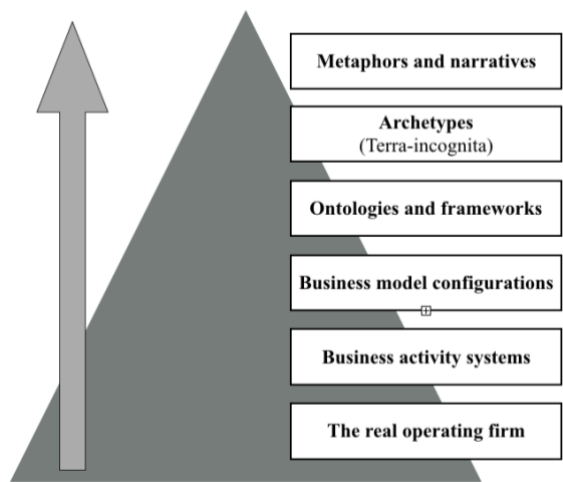 Metaphors and narratives
Archetypes
(Terra-incognita)
Ontologies and frameworks
Business model configurations
Business activity systems
The real operating firm